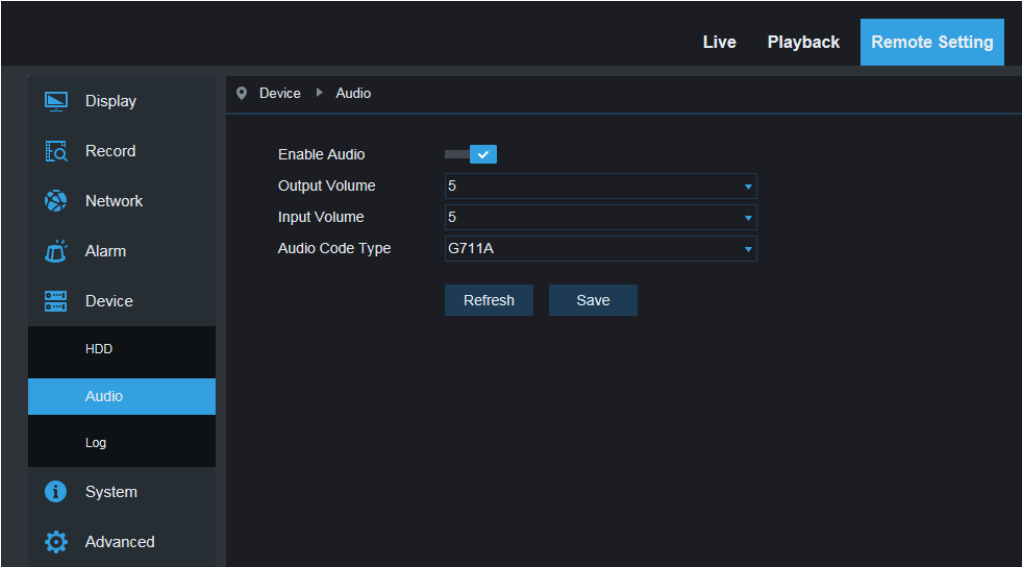 Live Playback Remote Setting
Device Audio
Display
Record
Network
Alarm
Device
HDD
Audio
Log
System
Advanced
Enable Audio
Output Volume 5
Input Volume 5
Audio Code Type G711A
Refresh Save